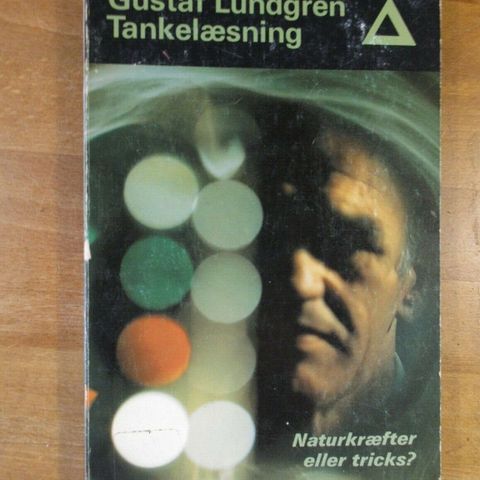 Gustaf Lundgren
Tankelæsning
Naturkræfter
eller tricks?